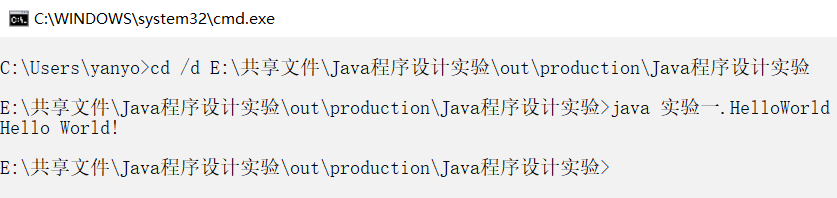 C:\WINDOWS\system32\cmd.exe
C:\Users\yanyo>cd /d E:\共享文件\Java程序设计实验\out\production\Java程序设计实验
E:\共享文件\Java程序设计实验\out\production\Java程序设计实验>java 实验一.HelloWorld
Hello World!
E:\共享文件\Java程序设计实验\out\production\Java程序设计实验>